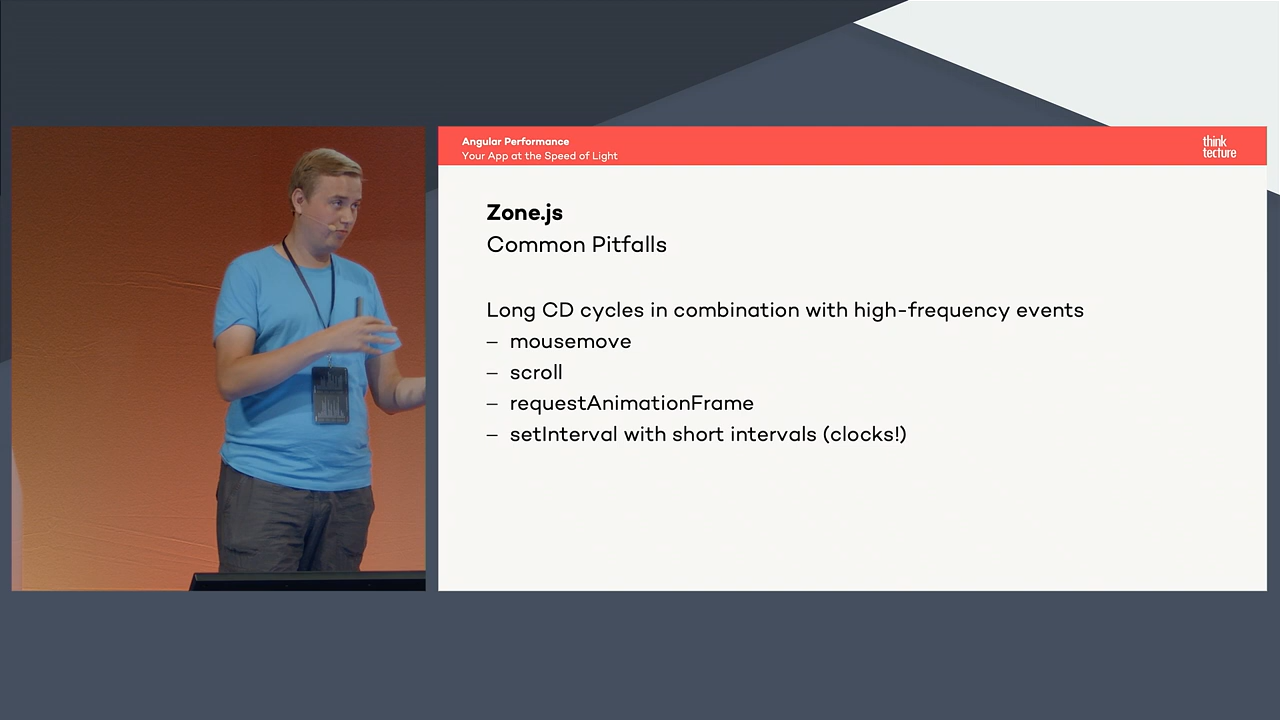 Angular Performance
Your App at the Speed of Light
think
tecture
Zone.js
Common Pitfalls
Long CD cycles in combination with high-frequency events
– mousemove
– scroll
– requestAnimationFrame
– setInterval with short intervals (clocks!)